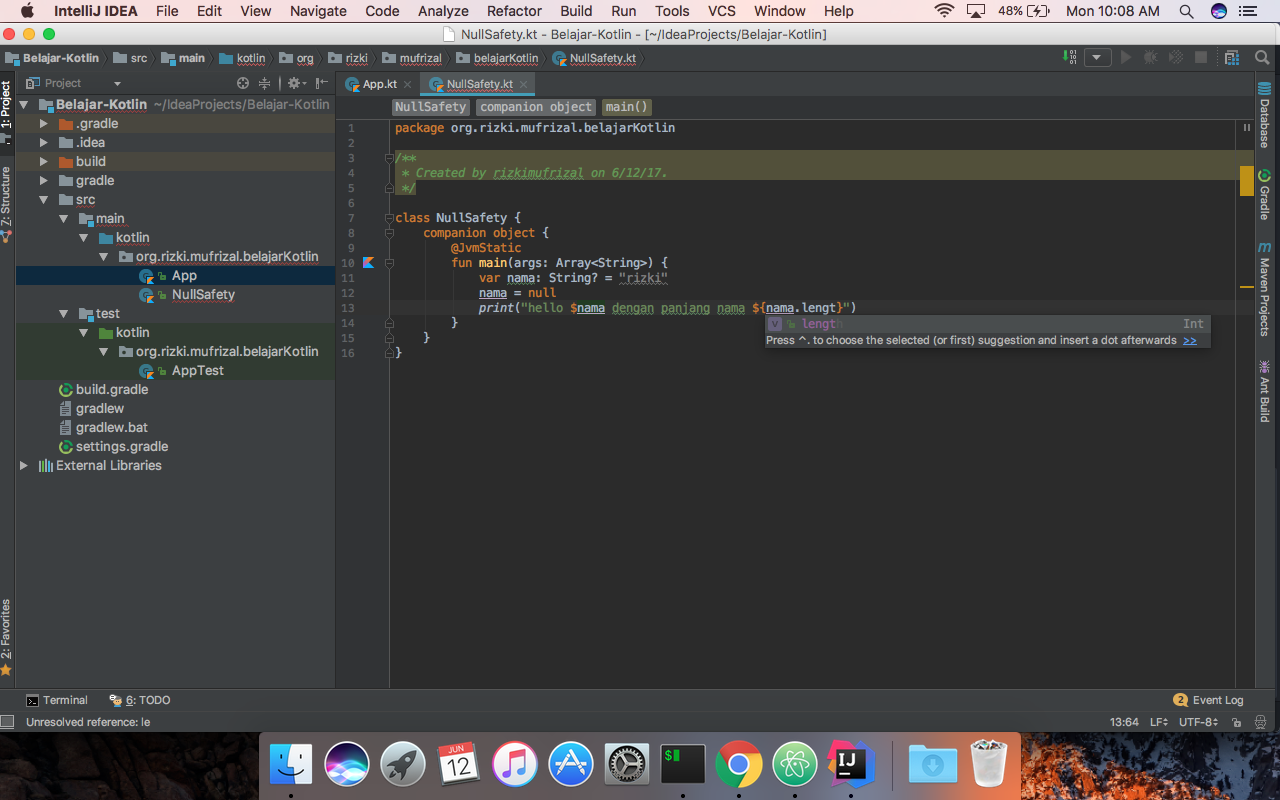 IntelliJ IDEA File Edit View Navigate Code Analyze Refactor Build Run Tools VCS Window Help 48% Mon 10:08 AM
NullSafety.kt - Belajar-Kotlin - [~/IdeaProjects/Belajar-Kotlin]
Belajar-Kotlin src main kotlin org rizki mufrizal belajarKotlin NullSafety.kt
Project
App.kt NullSafety.kt
NullSafety companion object main()
1: Project
Z: Structure
2: Favorites
Belajar-Kotlin ~/IdeaProjects/Belajar-Kotlin
.gradle
.idea
build
gradle
src
main
kotlin
org.rizki.mufrizal.belajarKotlin
App
NullSafety
test
kotlin
org.rizki.mufrizal.belajarKotlin
AppTest
build.gradle
gradlew
gradlew.bat
settings.gradle
External Libraries
1 package org.rizki.mufrizal.belajarKotlin
2
3 /**
4 * Created by rizkimufrizal on 6/12/17.
5 */
6
7 class NullSafety {
8 companion object {
9 @JvmStatic
10 fun main(args: Array<String>) {
11 var nama: String? = "rizki"
12 nama = null
13 print("hello $nama dengan panjang nama ${nama.lengt}")
14 }
15 }
16 }
v length Int
Press ^. to choose the selected (or first) suggestion and insert a dot afterwards >>
Database
Gradle
m Maven Projects
Ant Build
Terminal 6: TODO 2 Event Log
Unresolved reference: le 13:64 LF UTF-8
JUN
12
$
IJ